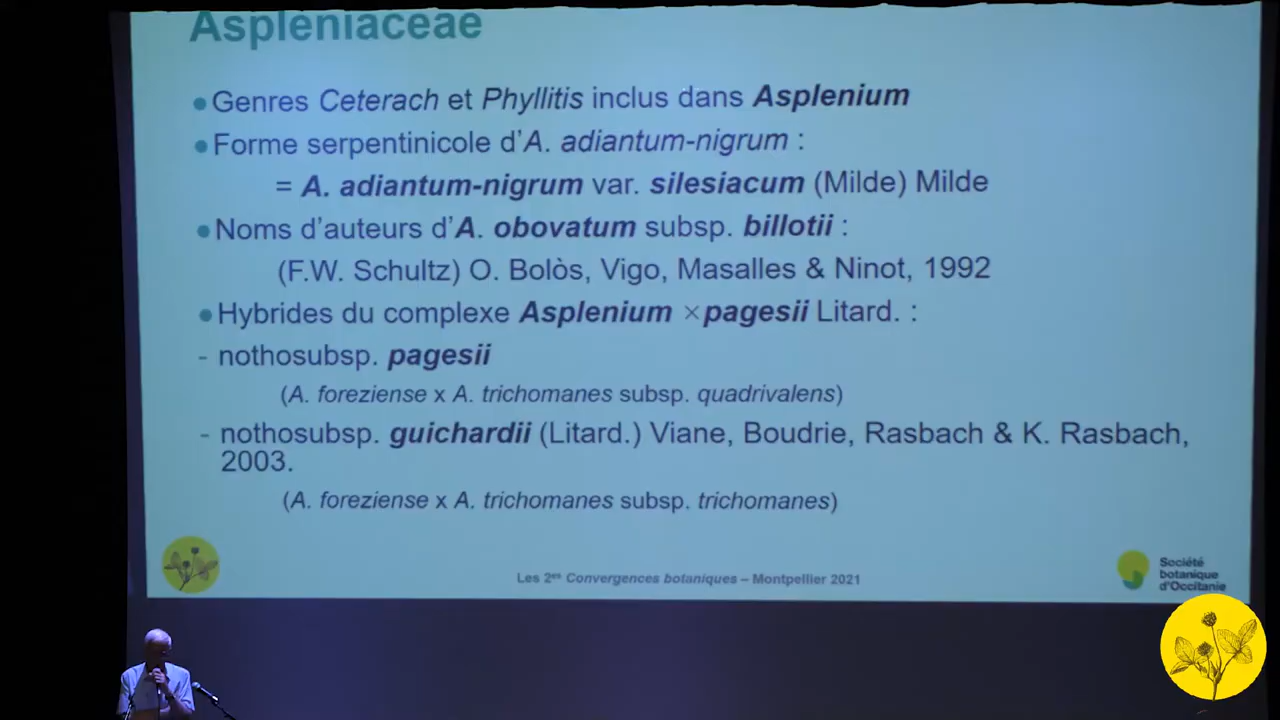 Aspleniaceae
• Genres Ceterach et Phyllitis inclus dans Asplenium
• Forme serpentinicole d'A. adiantum-nigrum :
= A. adiantum-nigrum var. silesiacum (Milde) Milde
• Noms d'auteurs d'A. obovatum subsp. billotii :
(F.W. Schultz) O. Bolòs, Vigo, Masalles & Ninot, 1992
• Hybrides du complexe Asplenium ×pagesii Litard. :
- nothosubsp. pagesii
(A. foreziense x A. trichomanes subsp. quadrivalens)
- nothosubsp. guichardii (Litard.) Viane, Boudrie, Rasbach & K. Rasbach,
2003.
(A. foreziense x A. trichomanes subsp. trichomanes)
Les 2es Convergences botaniques – Montpellier 2021
Société
botanique
d'Occitanie